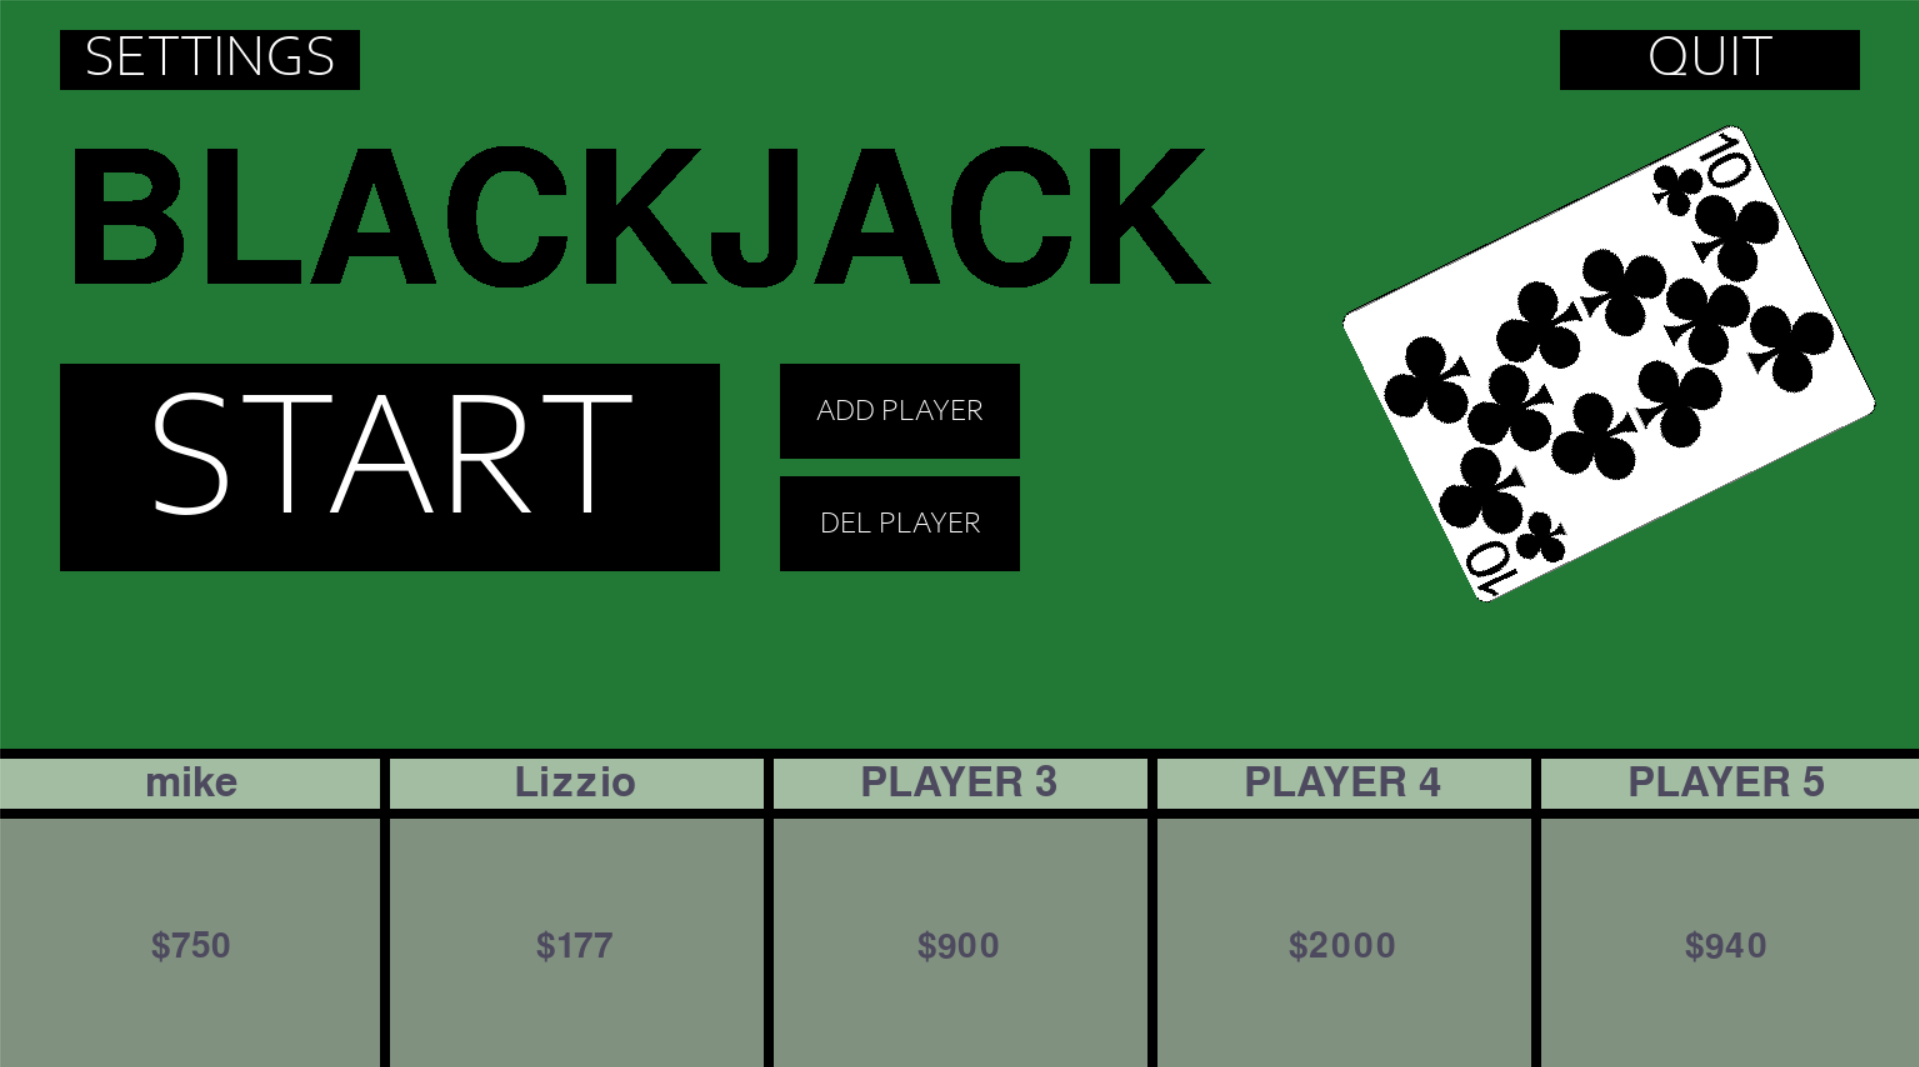 SETTINGS
QUIT
BLACKJACK
10
START
ADD PLAYER
DEL PLAYER
10
mike
Lizzio
PLAYER 3
PLAYER 4
PLAYER 5
$750
$177
$900
$2000
$940